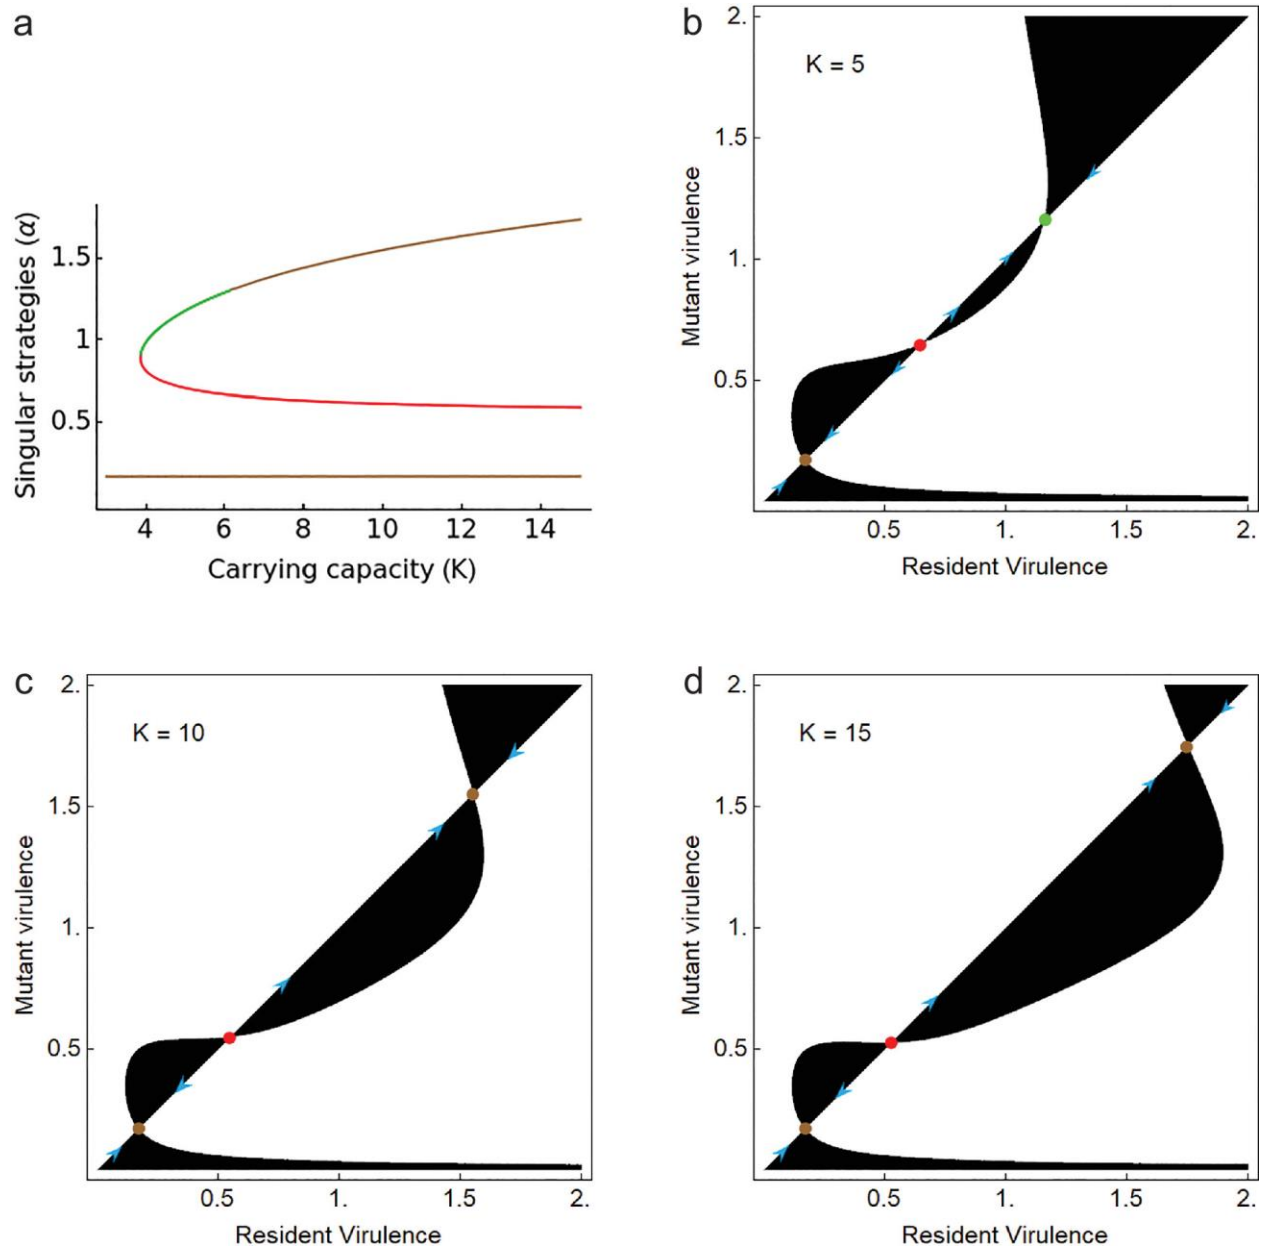 a
Singular strategies (α)
1.5
1
0.5
4 6 8 10 12 14
Carrying capacity (K)
b
K = 5
Mutant virulence
2.
1.5
1.
0.5
0.5 1. 1.5 2.
Resident Virulence
c
K = 10
Mutant virulence
2.
1.5
1.
0.5
0.5 1. 1.5 2.
Resident Virulence
d
K = 15
Mutant virulence
2.
1.5
1.
0.5
0.5 1. 1.5 2.
Resident Virulence